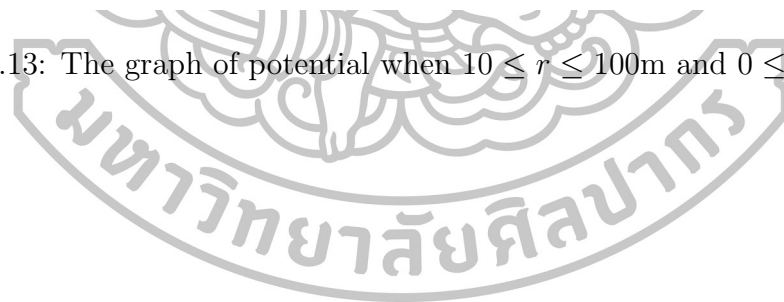 .13: The graph of potential when 10 ≤ r ≤ 100m and 0 ≤
มหาวิทยาลัยศิลปากร